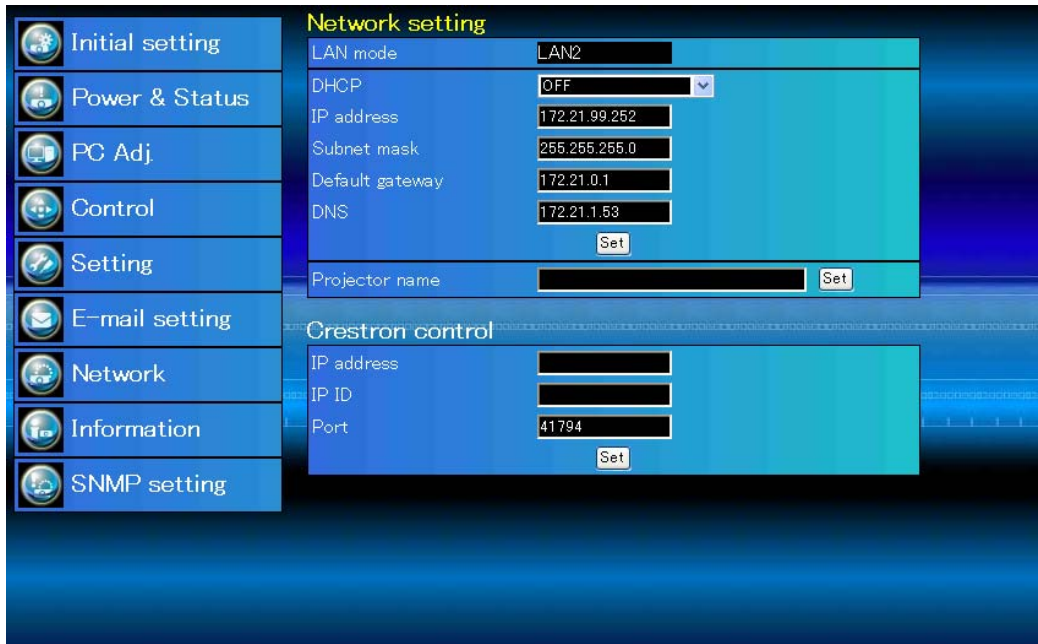 Initial setting
Power & Status
PC Adj.
Control
Setting
E-mail setting
Network
Information
SNMP setting
Network setting
LAN mode LAN2
DHCP OFF
IP address 172.21.99.252
Subnet mask 255.255.255.0
Default gateway 172.21.0.1
DNS 172.21.1.53
Set
Projector name Set
Crestron control
IP address
IP ID
Port 41794
Set